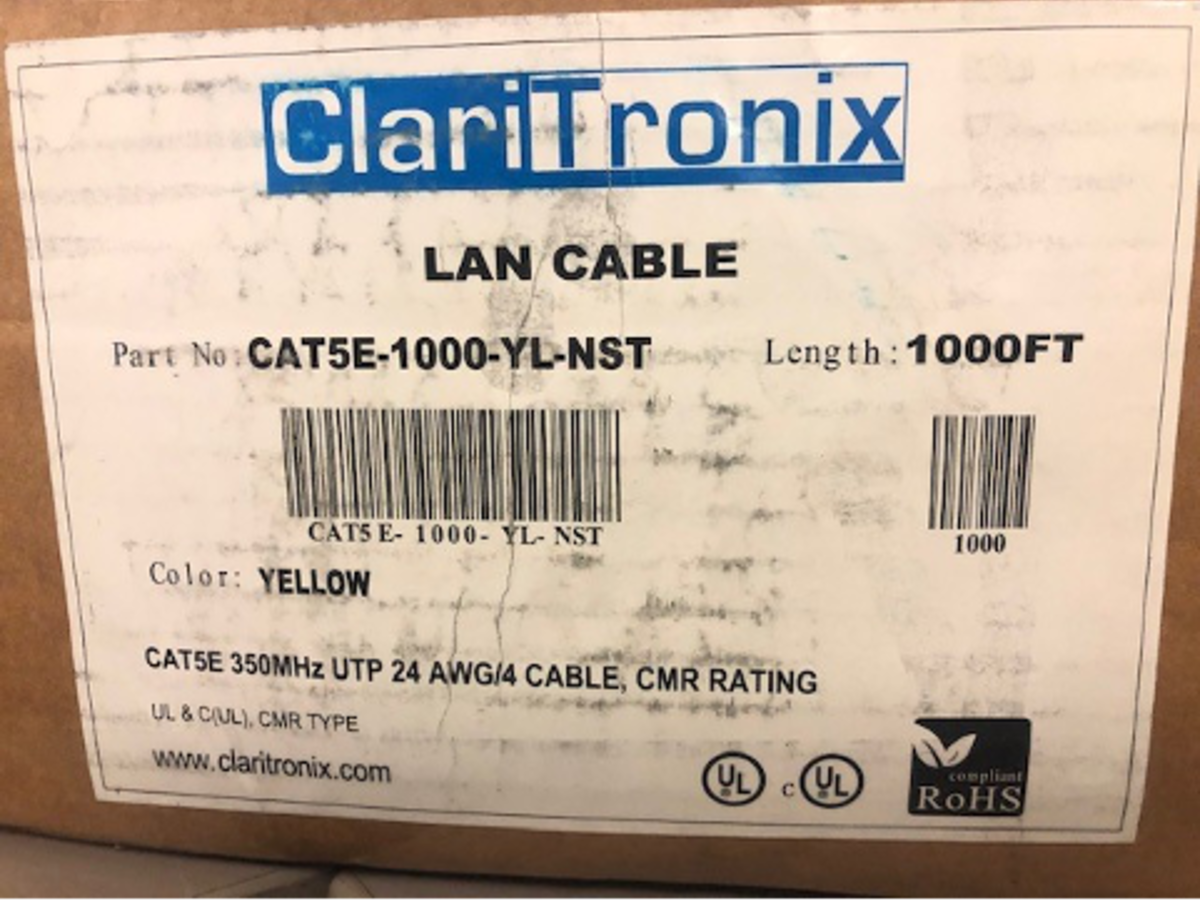 ClariTronix
LAN CABLE
Part No: CAT5E-1000-YL-NST Length: 1000FT
CAT5E-1000-YL-NST 1000
Color: YELLOW
CAT5E 350MHz UTP 24 AWG/4 CABLE, CMR RATING
UL & C(UL), CMR TYPE
www.claritronix.com
UL c UL
compliant
RoHS